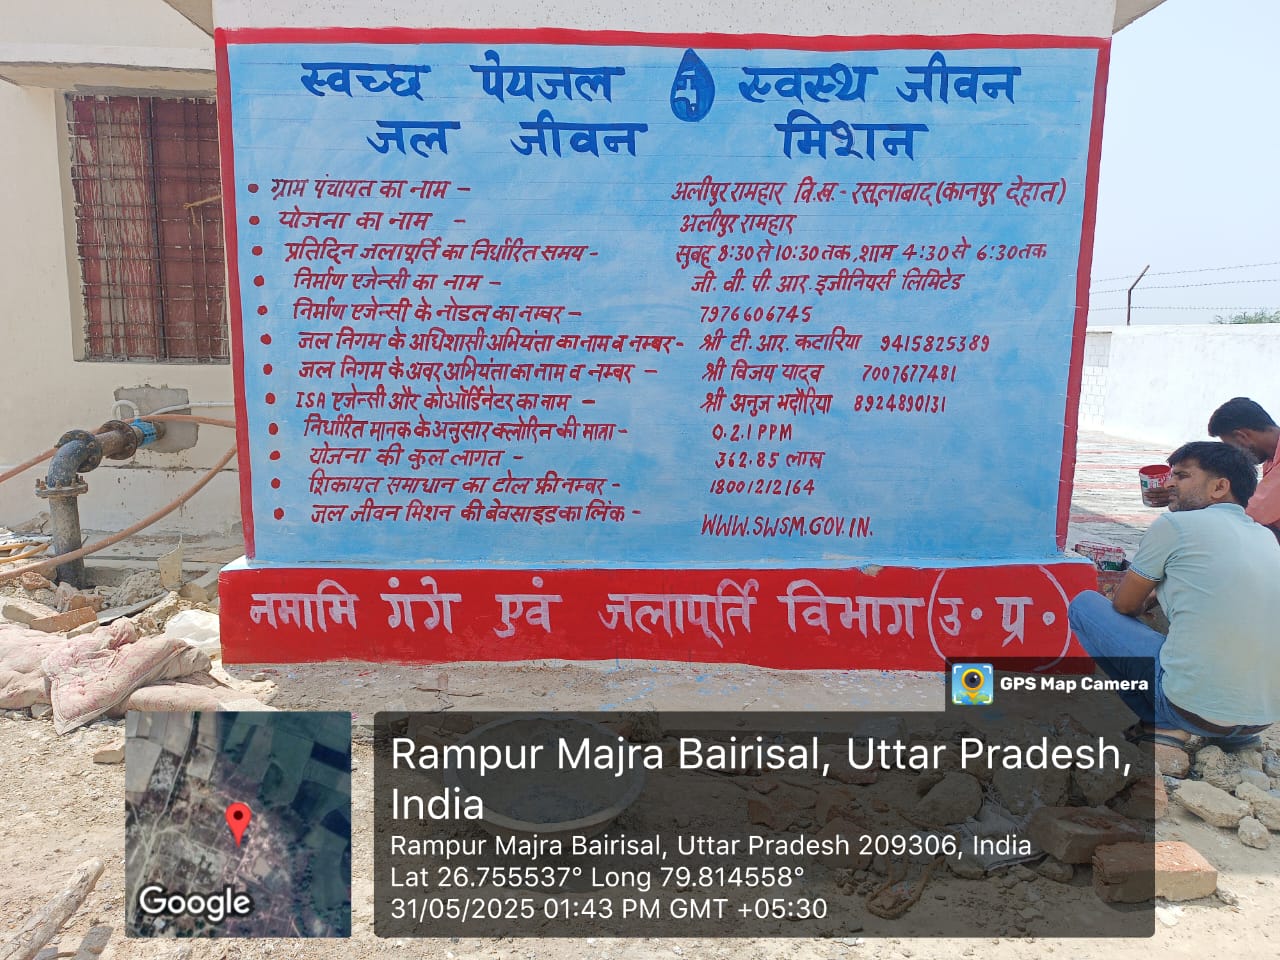 स्वच्छ पेयजल स्वस्थ जीवन
जल जीवन मिशन
• ग्राम पंचायत का नाम – अलीपुर रामहार वि.ख.- रसूलाबाद (कानपुर देहात)
• योजना का नाम – अलीपुर रामहार
• प्रतिदिन जलापूर्ति का निर्धारित समय - सुबह 8:30 से 10:30 तक, शाम 4:30 से 6:30 तक
• निर्माण एजेन्सी का नाम – जी. वी. पी. आर. इजीनियर्स लिमिटेड
• निर्माण एजेन्सी के नोडल का नम्बर – 7976606745
• जल निगम के अधिशासी अभियंता का नाम व नम्बर - श्री टी. आर. कटारिया 9415825389
• जल निगम के अवर अभियंता का नाम व नम्बर – श्री विजय यादव 7007677481
• ISA एजेन्सी और कोऑर्डिनेटर का नाम – श्री अनुज भदौरिया 8924890131
• निर्धारित मानक के अनुसार क्लोरिन की मात्रा - 0.2.1 PPM
• योजना की कुल लागत - 362.85 लाख
• शिकायत समाधान का टोल फ्री नम्बर - 18001212164
• जल जीवन मिशन की बेवसाइड का लिंक - WWW.SWSM.GOV.IN.
नमामि गंगे एवं जलापूर्ति विभाग (उ. प्र.)
GPS Map Camera
Rampur Majra Bairisal, Uttar Pradesh,
India
Rampur Majra Bairisal, Uttar Pradesh 209306, India
Lat 26.755537° Long 79.814558°
31/05/2025 01:43 PM GMT +05:30
Google